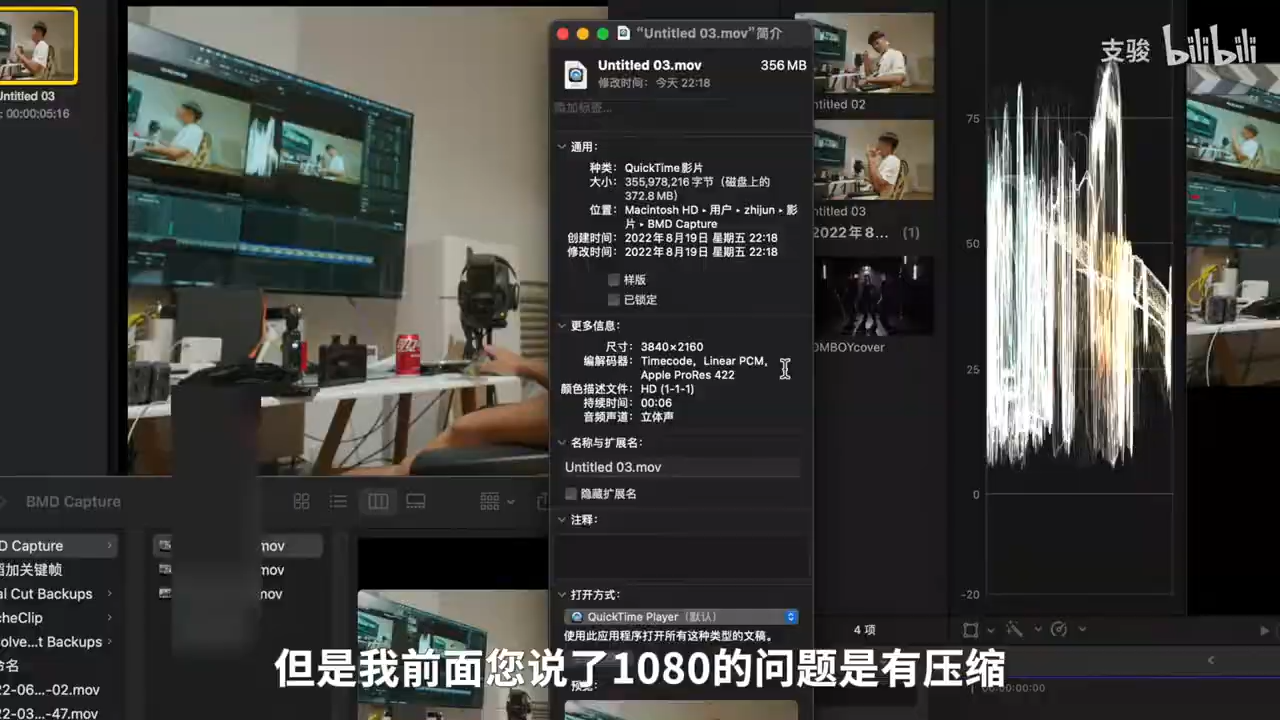 支骏 bilibili
"Untitled 03.mov"简介
Untitled 03.mov 356 MB
修改时间：今天 22:18
添加标签...
ntitled 03
: 00:00:05:16
通用：
种类：QuickTime影片
大小：355,978,216 字节（磁盘上的
372.8 MB）
位置：Macintosh HD ▸ 用户 ▸ zhijun ▸ 影
片 ▸ BMD Capture
创建时间：2022年8月19日 星期五 22:18
修改时间：2022年8月19日 星期五 22:18
样版
已锁定
更多信息：
尺寸：3840×2160
编解码器：Timecode，Linear PCM，
Apple ProRes 422
颜色描述文件：HD (1-1-1)
持续时间：00:06
音频声道：立体声
名称与扩展名：
Untitled 03.mov
隐藏扩展名
注释：
打开方式：
QuickTime Player（默认）
使用此应用程序打开所有这种类型的文稿。
预览：
ntitled 02
ntitled 03
2022年8... (1)
OMBOYcover
4 项
75
50
25
0
-20
00:00:00:00
BMD Capture
D Capture
稻加关键帧
al Cut Backups
cheClip
solve...t Backups
命名
22-06...-02.mov
22-03...-47.mov
mov
mov
mov
但是我前面您说了1080的问题是有压缩